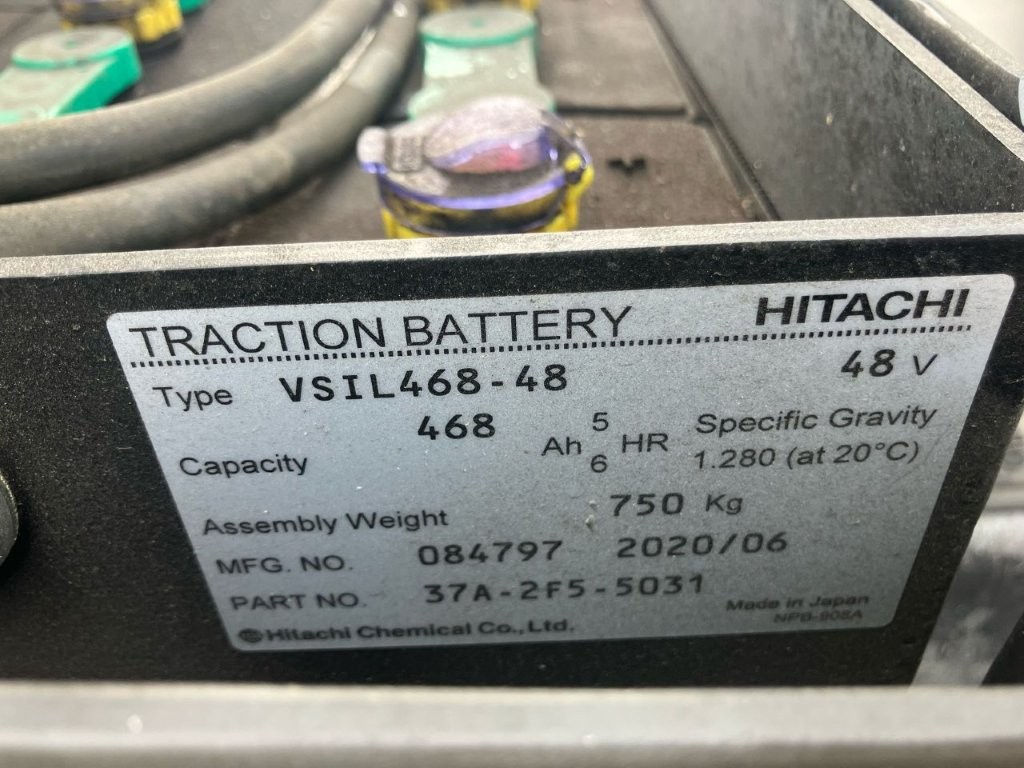 TRACTION BATTERY HITACHI
Type VSIL468-48 48 V
Capacity 468 Ah 5 6 HR Specific Gravity
1.280 (at 20°C)
Assembly Weight 750 Kg
MFG. NO. 084797 2020/06
PART NO. 37A-2F5-5031
Made in Japan
Hitachi Chemical Co.,Ltd.